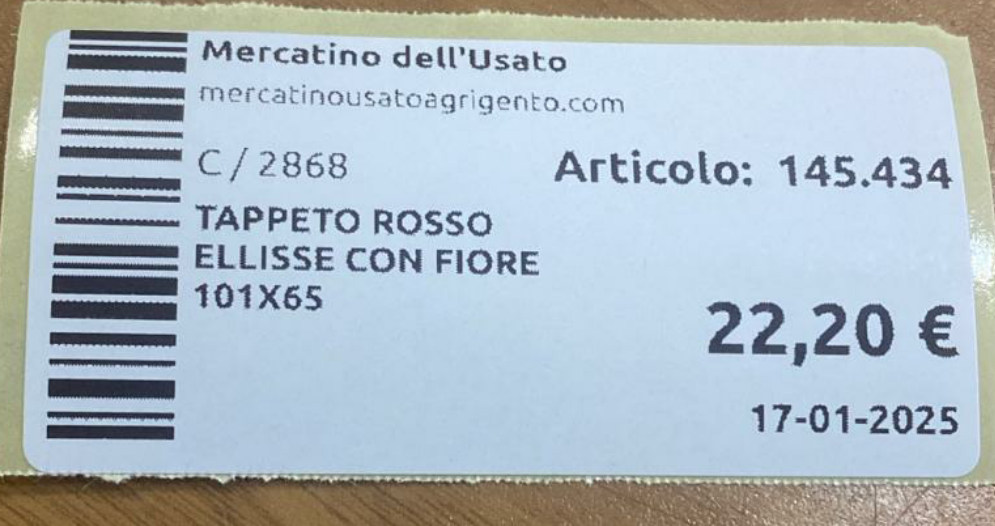 Mercatino dell'Usato
mercatinousatoagrigento.com
C / 2868
Articolo: 145.434
TAPPETO ROSSO
ELLISSE CON FIORE
101X65
22,20 €
17-01-2025